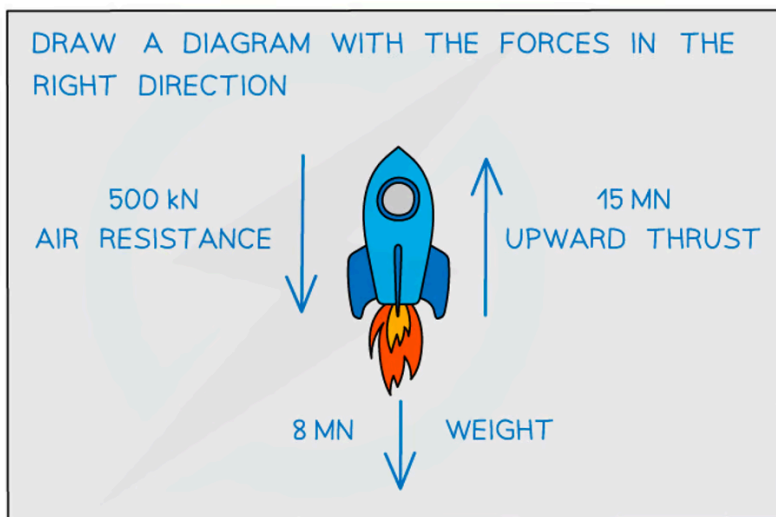 DRAW A DIAGRAM WITH THE FORCES IN THE
RIGHT DIRECTION
500 kN
AIR RESISTANCE
15 MN
UPWARD THRUST
8 MN WEIGHT